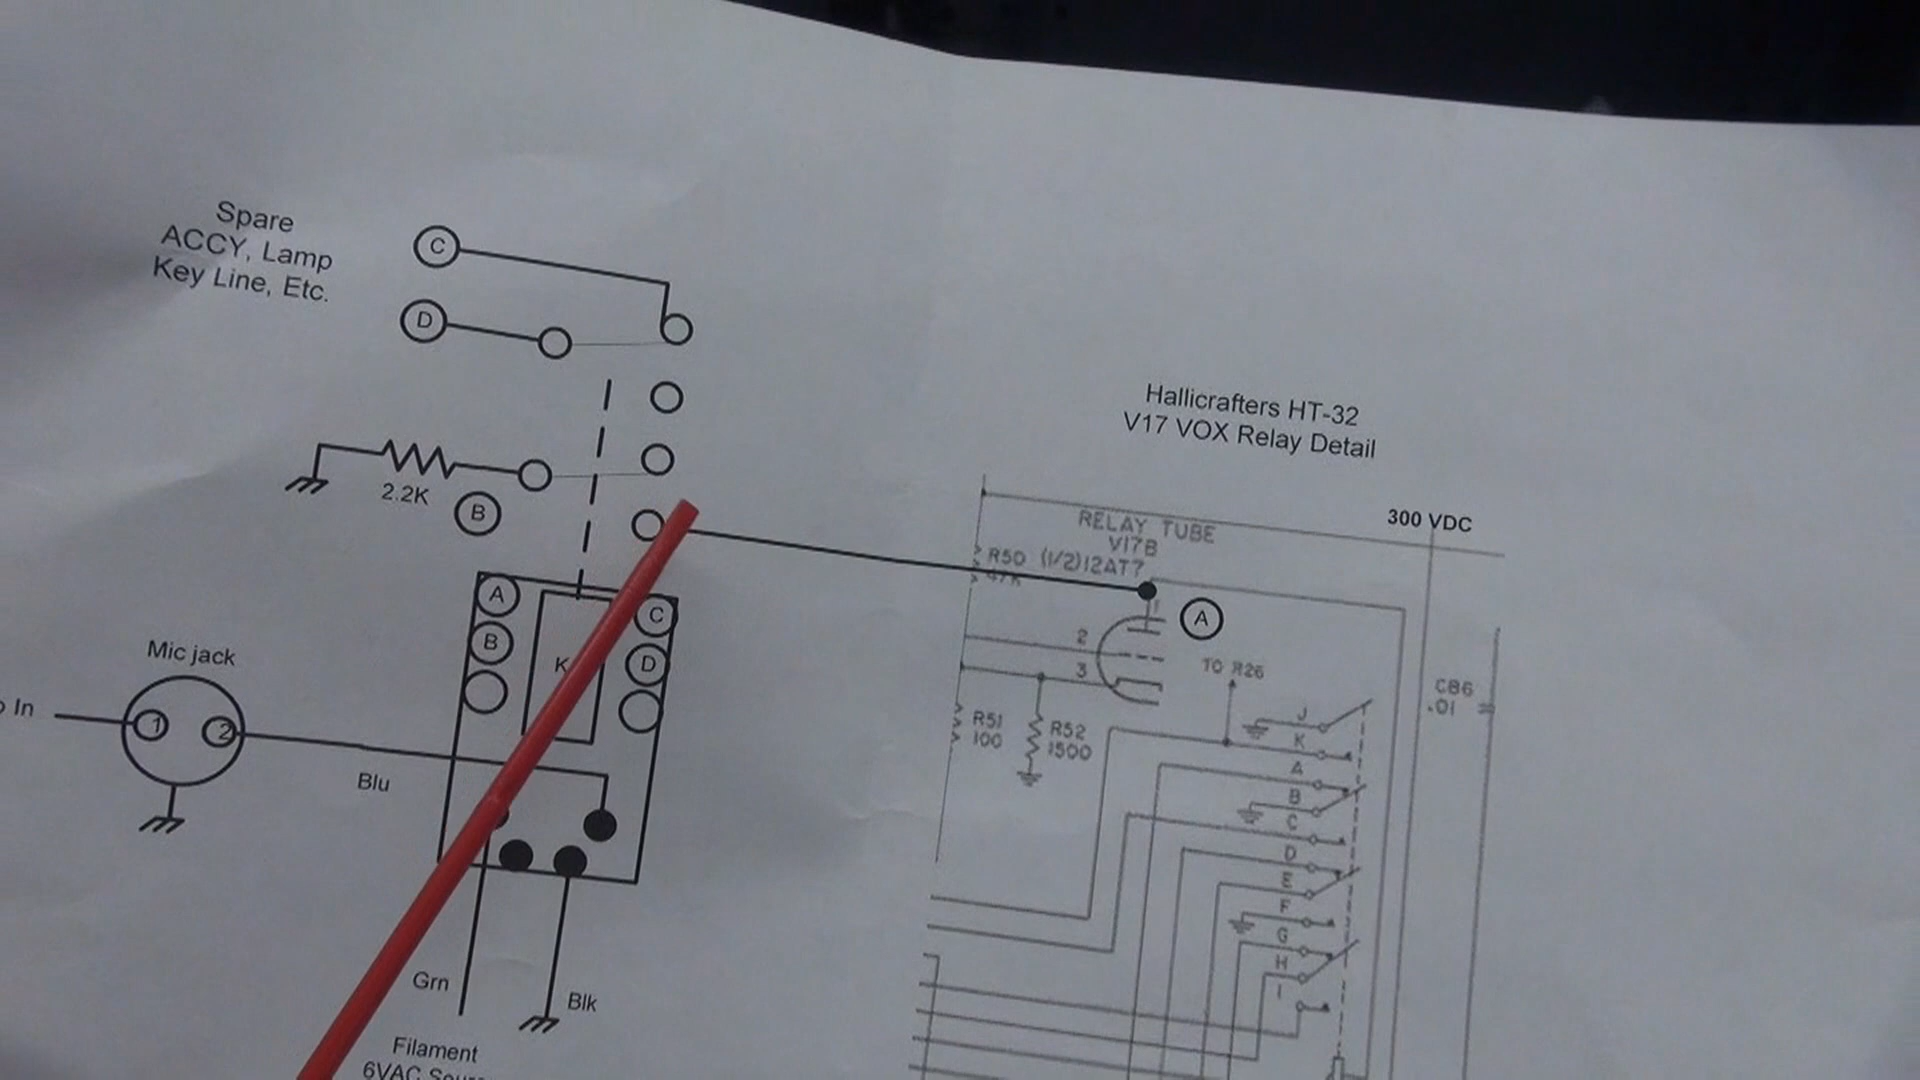 Spare
ACCY, Lamp
Key Line, Etc.
C
D
2.2K
B
Hallicrafters HT-32
V17 VOX Relay Detail
300 VDC
RELAY TUBE
V17B
R50 (1/2)12AT7
47K
1
A
2
3
TO R26
R51
100
R52
1500
C86
.01
J
K
A
B
C
D
E
F
G
H
I
A
B
C
D
K
Mic jack
In
1
2
Blu
Grn
Blk
Filament
6VAC